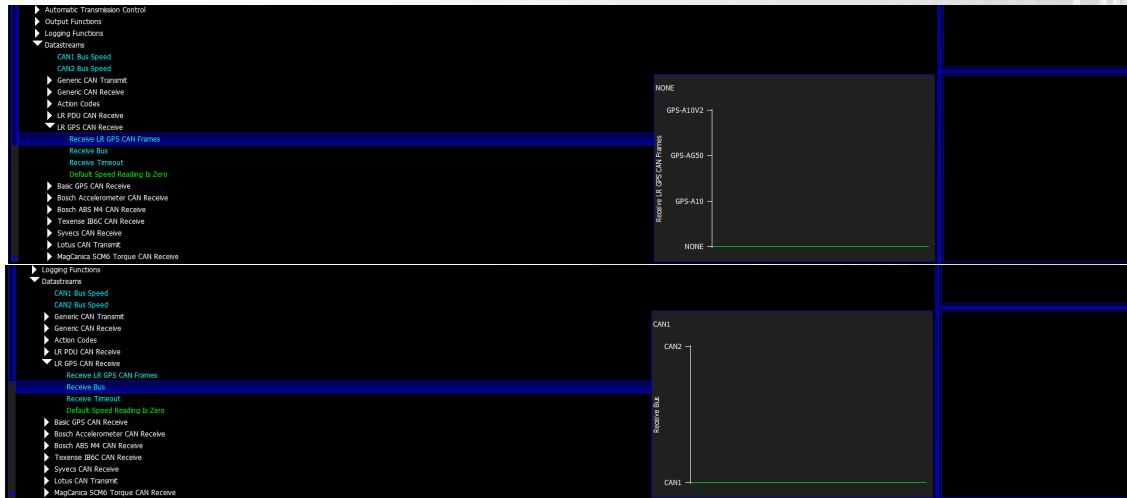 Automatic Transmission Control
Output Functions
Logging Functions
Datastreams
CAN1 Bus Speed
CAN2 Bus Speed
Generic CAN Transmit
Generic CAN Receive
Action Codes
LR PDU CAN Receive
LR GPS CAN Receive
Receive LR GPS CAN Frames
Receive Bus
Receive Timeout
Default Speed Reading Is Zero
Basic GPS CAN Receive
Bosch Accelerometer CAN Receive
Bosch ABS M4 CAN Receive
Texense IB6C CAN Receive
Syvecs CAN Receive
Lotus CAN Transmit
MagCanica SCM6 Torque CAN Receive
NONE
GPS-A10V2
GPS-AG50
GPS-A10
NONE
Receive LR GPS CAN Frames
Logging Functions
Datastreams
CAN1 Bus Speed
CAN2 Bus Speed
Generic CAN Transmit
Generic CAN Receive
Action Codes
LR PDU CAN Receive
LR GPS CAN Receive
Receive LR GPS CAN Frames
Receive Bus
Receive Timeout
Default Speed Reading Is Zero
Basic GPS CAN Receive
Bosch Accelerometer CAN Receive
Bosch ABS M4 CAN Receive
Texense IB6C CAN Receive
Syvecs CAN Receive
Lotus CAN Transmit
MagCanica SCM6 Torque CAN Receive
CAN1
CAN2
Receive Bus
CAN1